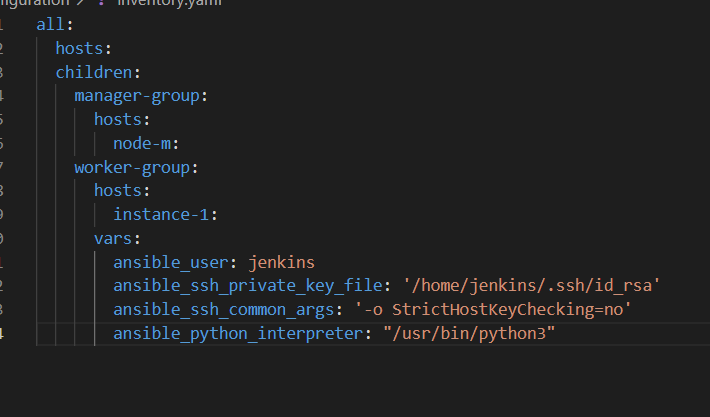 inventory.yaml
all:
  hosts:
  children:
    manager-group:
      hosts:
        node-m:
    worker-group:
      hosts:
        instance-1:
      vars:
        ansible_user: jenkins
        ansible_ssh_private_key_file: '/home/jenkins/.ssh/id_rsa'
        ansible_ssh_common_args: '-o StrictHostKeyChecking=no'
        ansible_python_interpreter: "/usr/bin/python3"